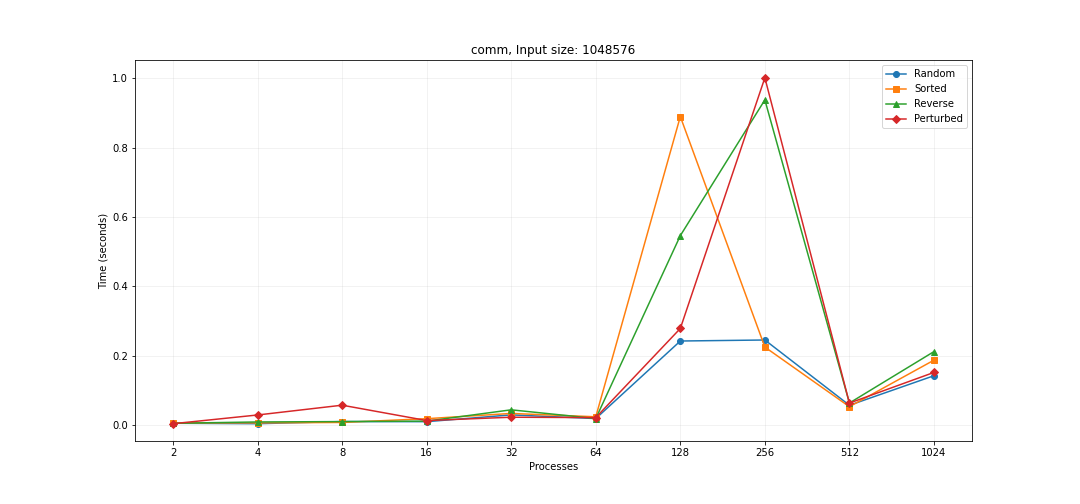 comm, Input size: 1048576
Random
Sorted
Reverse
Perturbed
Time (seconds)
1.0
0.8
0.6
0.4
0.2
0.0
2 4 8 16 32 64 128 256 512 1024
Processes